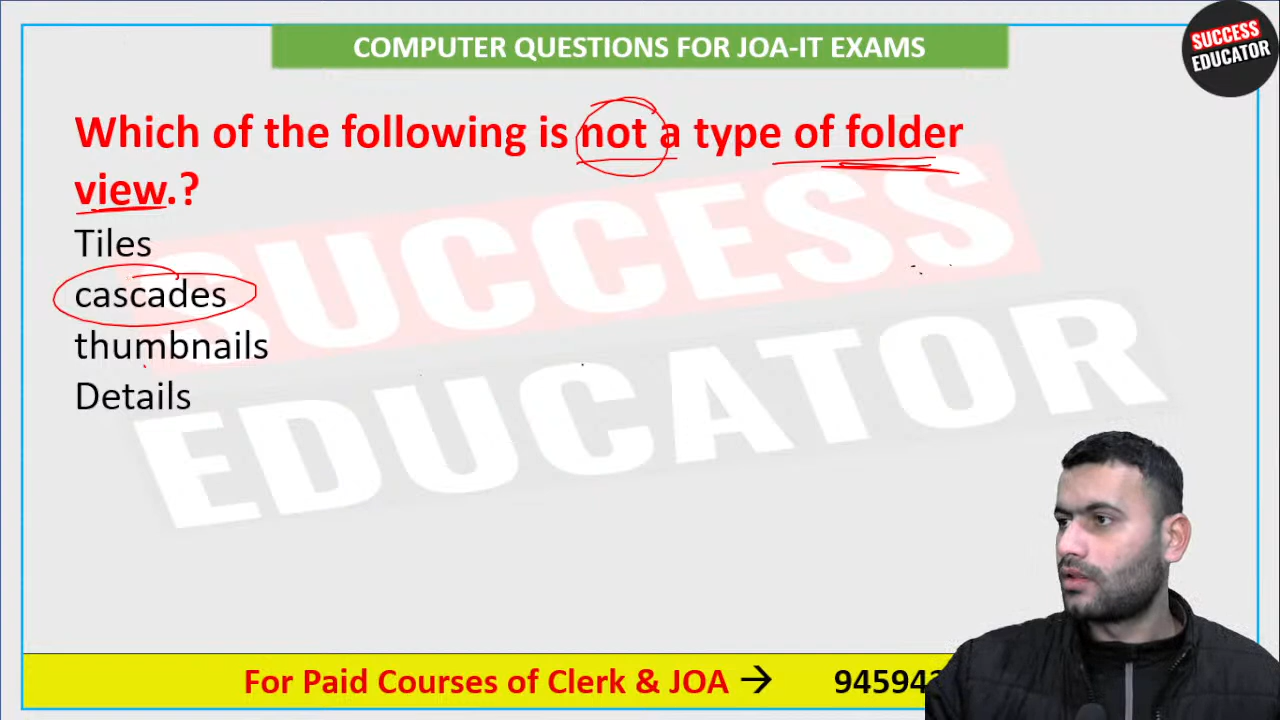 COMPUTER QUESTIONS FOR JOA-IT EXAMS
SUCCESS
EDUCATOR
Which of the following is not a type of folder
view.?
Tiles
cascades
thumbnails
Details
SUCCESS
EDUCATOR
For Paid Courses of Clerk & JOA → 94594